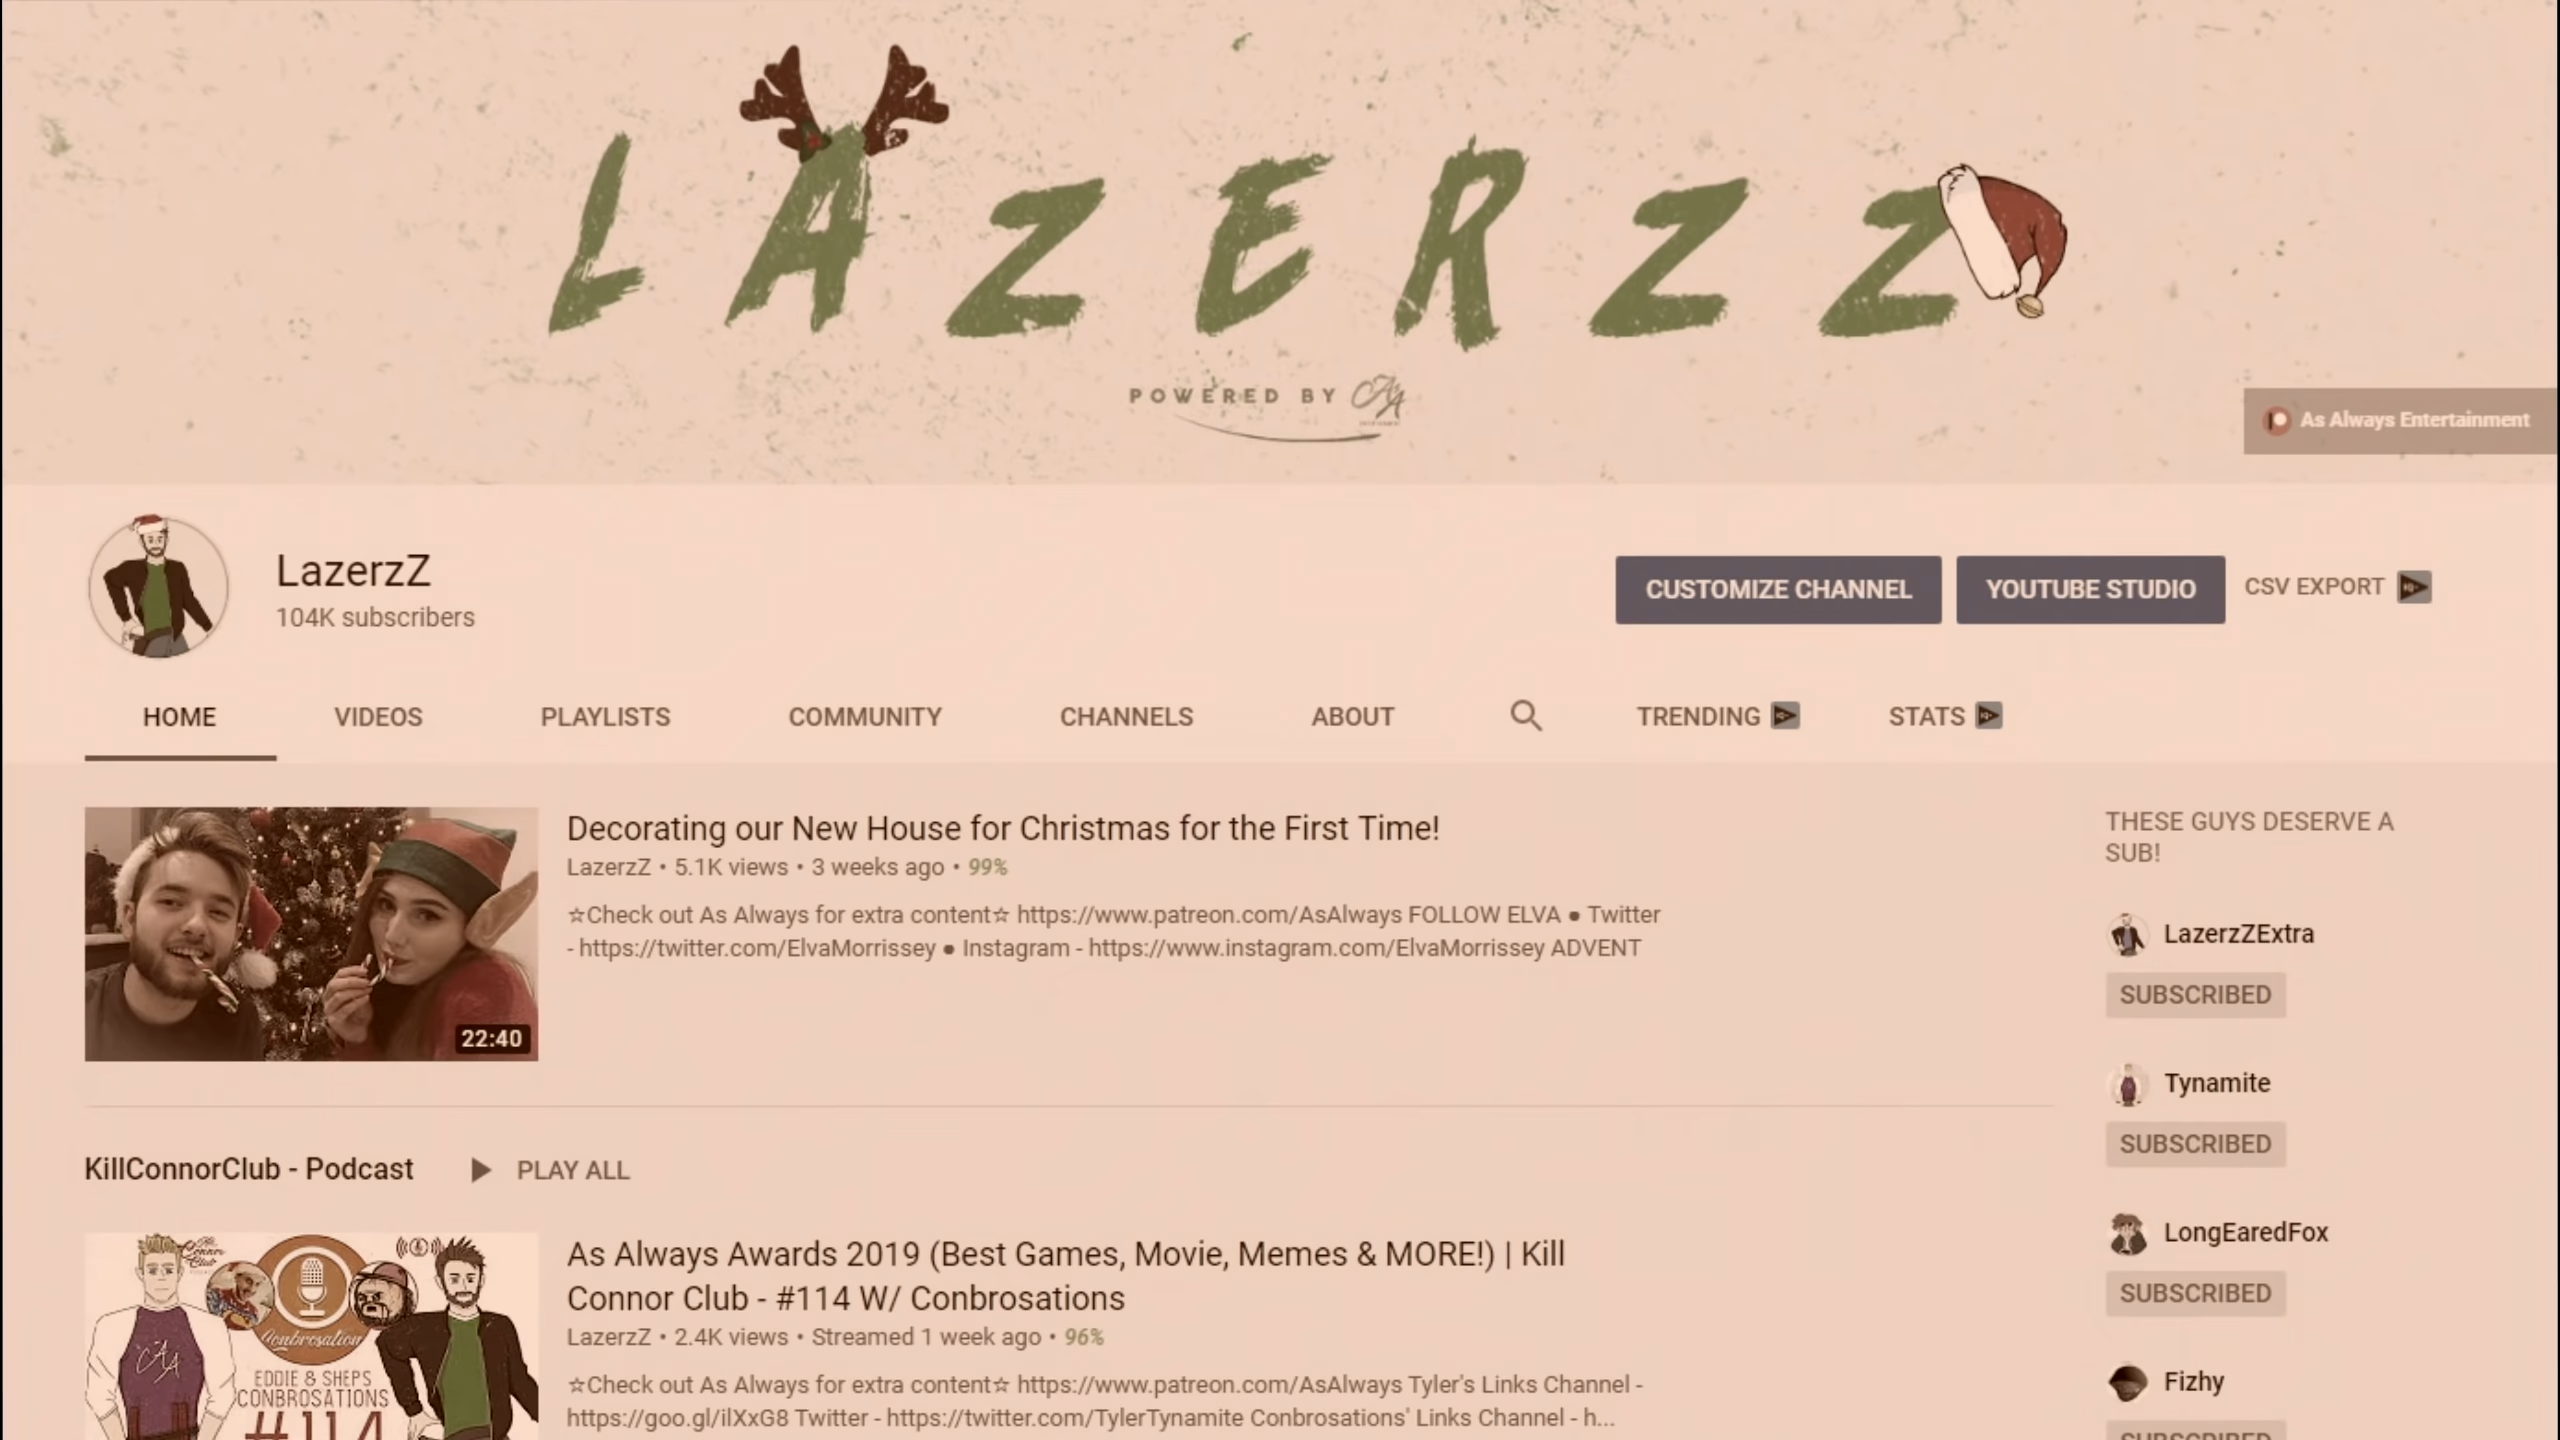 LAZERZZ
POWERED BY
As Always Entertainment
LazerzZ
104K subscribers
CUSTOMIZE CHANNEL
YOUTUBE STUDIO
CSV EXPORT
HOME
VIDEOS
PLAYLISTS
COMMUNITY
CHANNELS
ABOUT
TRENDING
STATS
22:40
Decorating our New House for Christmas for the First Time!
LazerzZ • 5.1K views • 3 weeks ago • 99%
☆Check out As Always for extra content☆ https://www.patreon.com/AsAlways FOLLOW ELVA ● Twitter
- https://twitter.com/ElvaMorrissey ● Instagram - https://www.instagram.com/ElvaMorrissey ADVENT
THESE GUYS DESERVE A
SUB!
LazerzZExtra
SUBSCRIBED
Tynamite
SUBSCRIBED
LongEaredFox
SUBSCRIBED
Fizhy
SUBSCRIBED
KillConnorClub - Podcast
PLAY ALL
Conbrosation
EDDIE & SHEPS
CONBROSATIONS
#114
As Always Awards 2019 (Best Games, Movie, Memes & MORE!) | Kill
Connor Club - #114 W/ Conbrosations
LazerzZ • 2.4K views • Streamed 1 week ago • 96%
☆Check out As Always for extra content☆ https://www.patreon.com/AsAlways Tyler's Links Channel -
https://goo.gl/ilXxG8 Twitter - https://twitter.com/TylerTynamite Conbrosations' Links Channel - h...